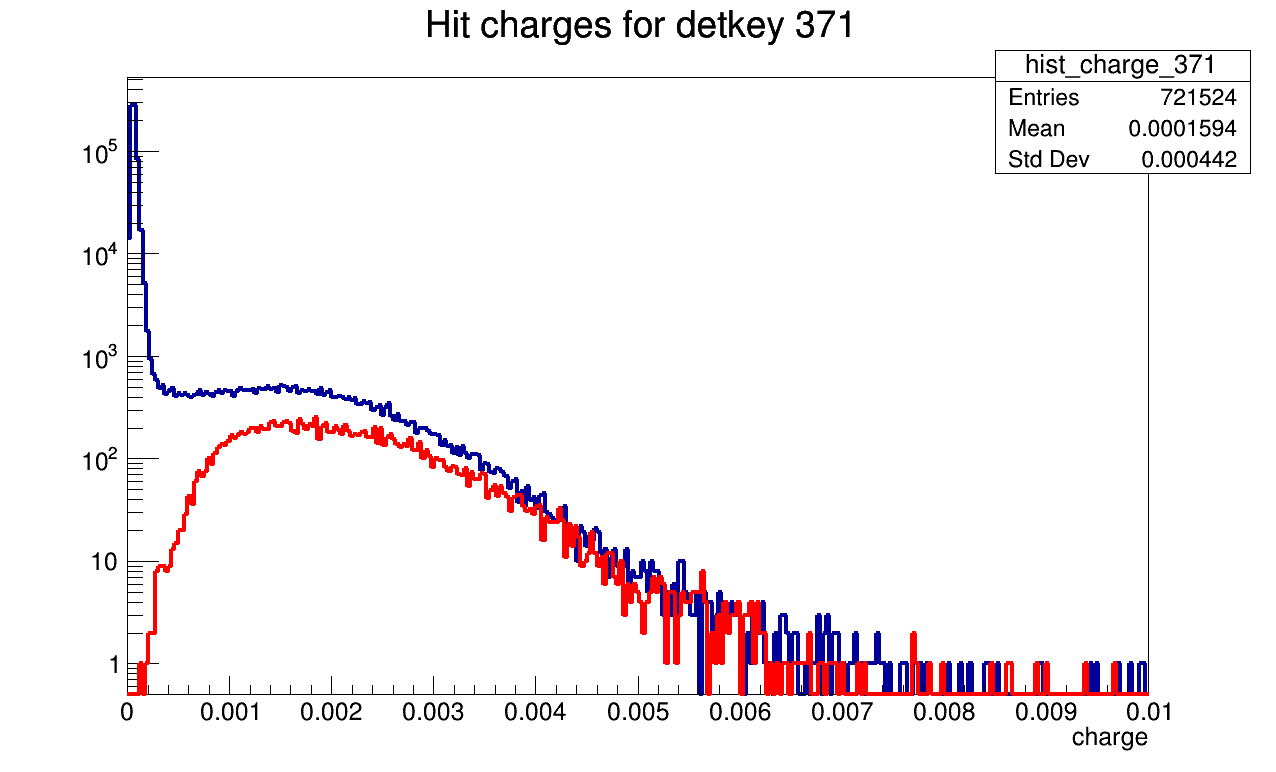 Hit charges for detkey 371
hist_charge_371
Entries 721524
Mean 0.0001594
Std Dev 0.000442
10^5
10^4
10^3
10^2
10
1
0 0.001 0.002 0.003 0.004 0.005 0.006 0.007 0.008 0.009 0.01
charge